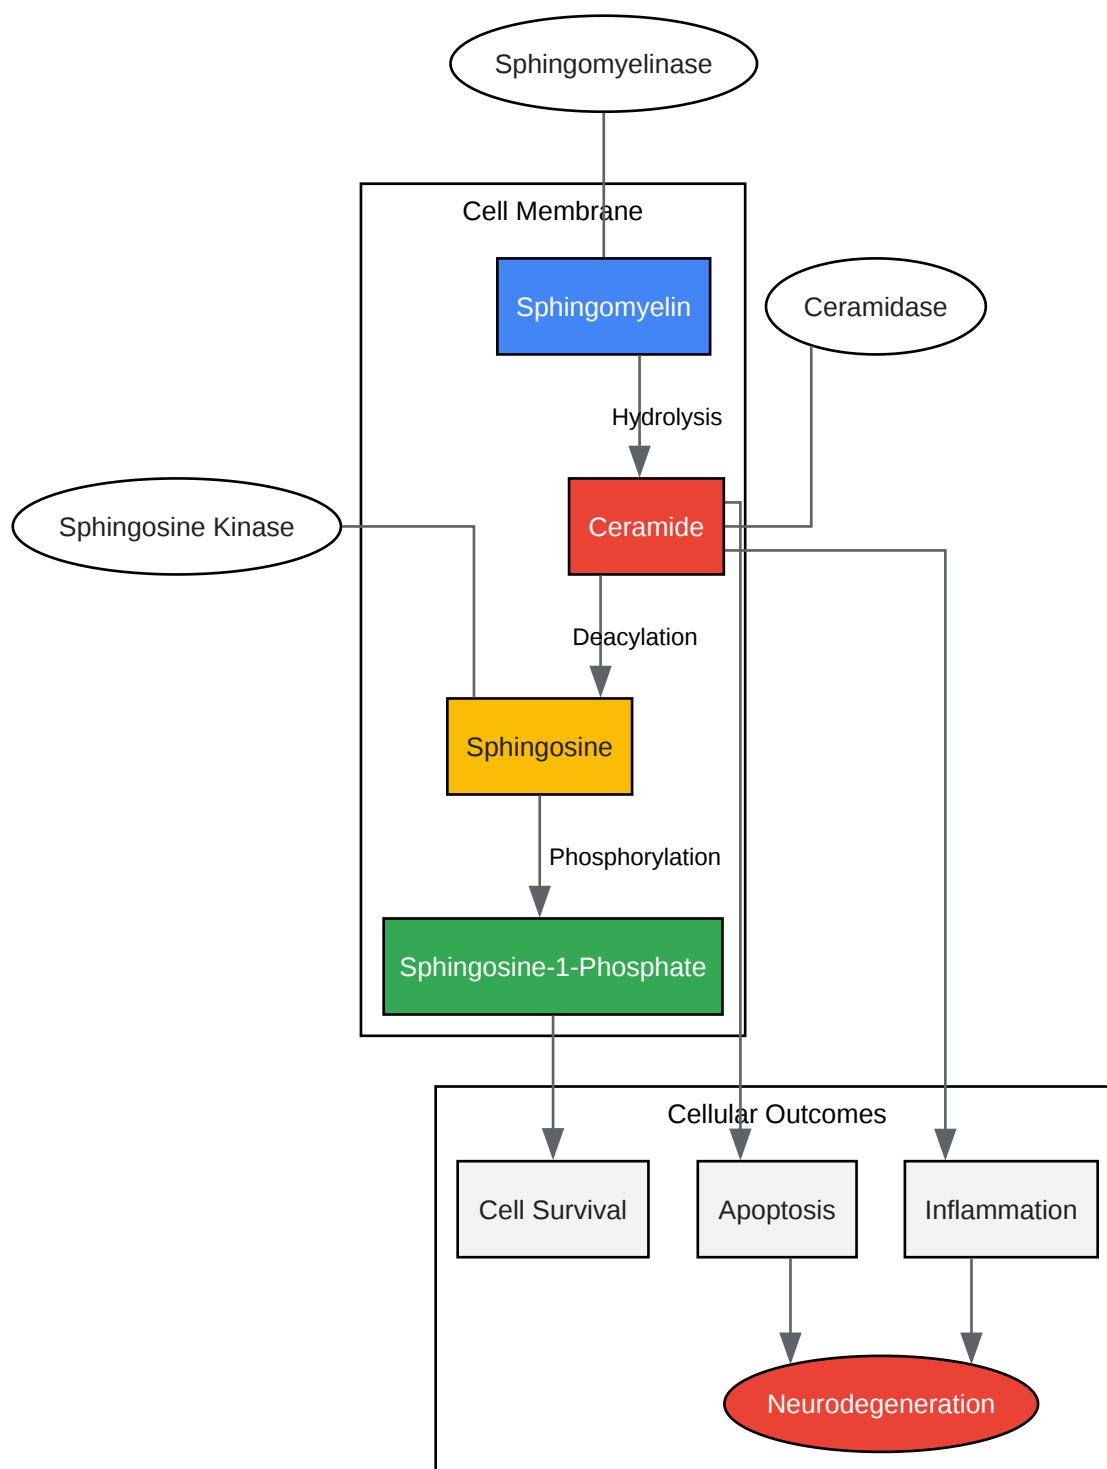 Sphingomyelinase
Cell Membrane
Sphingomyelin
Ceramidase
Hydrolysis
Sphingosine Kinase
Ceramide
Deacylation
Sphingosine
Phosphorylation
Sphingosine-1-Phosphate
Cellular Outcomes
Cell Survival
Apoptosis
Inflammation
Neurodegeneration